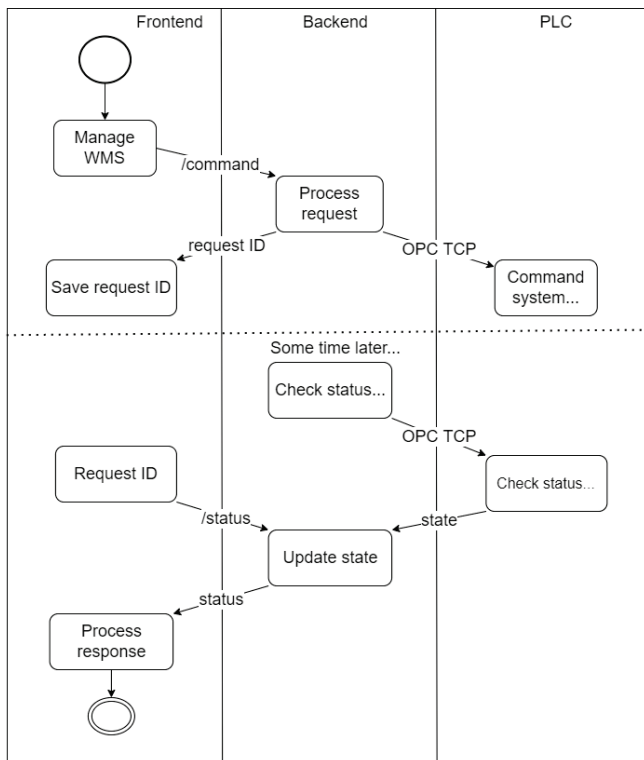 Frontend
Backend
PLC
Manage
WMS
/command
Process
request
request ID
OPC TCP
Save request ID
Command
system...
Some time later...
Check status...
OPC TCP
Request ID
Check status...
/status
state
Update state
status
Process
response